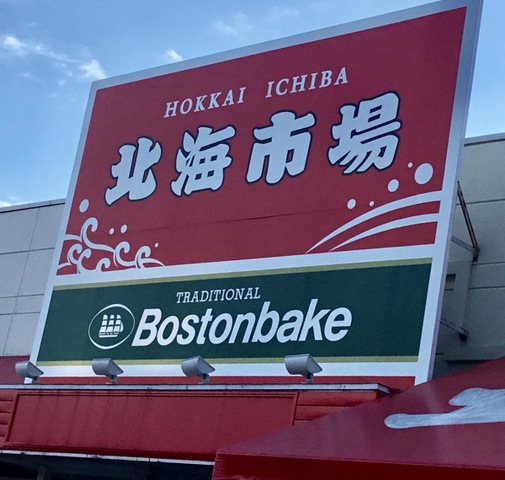 HOKKAI ICHIBA
北海市場
TRADITIONAL
Bostonbake